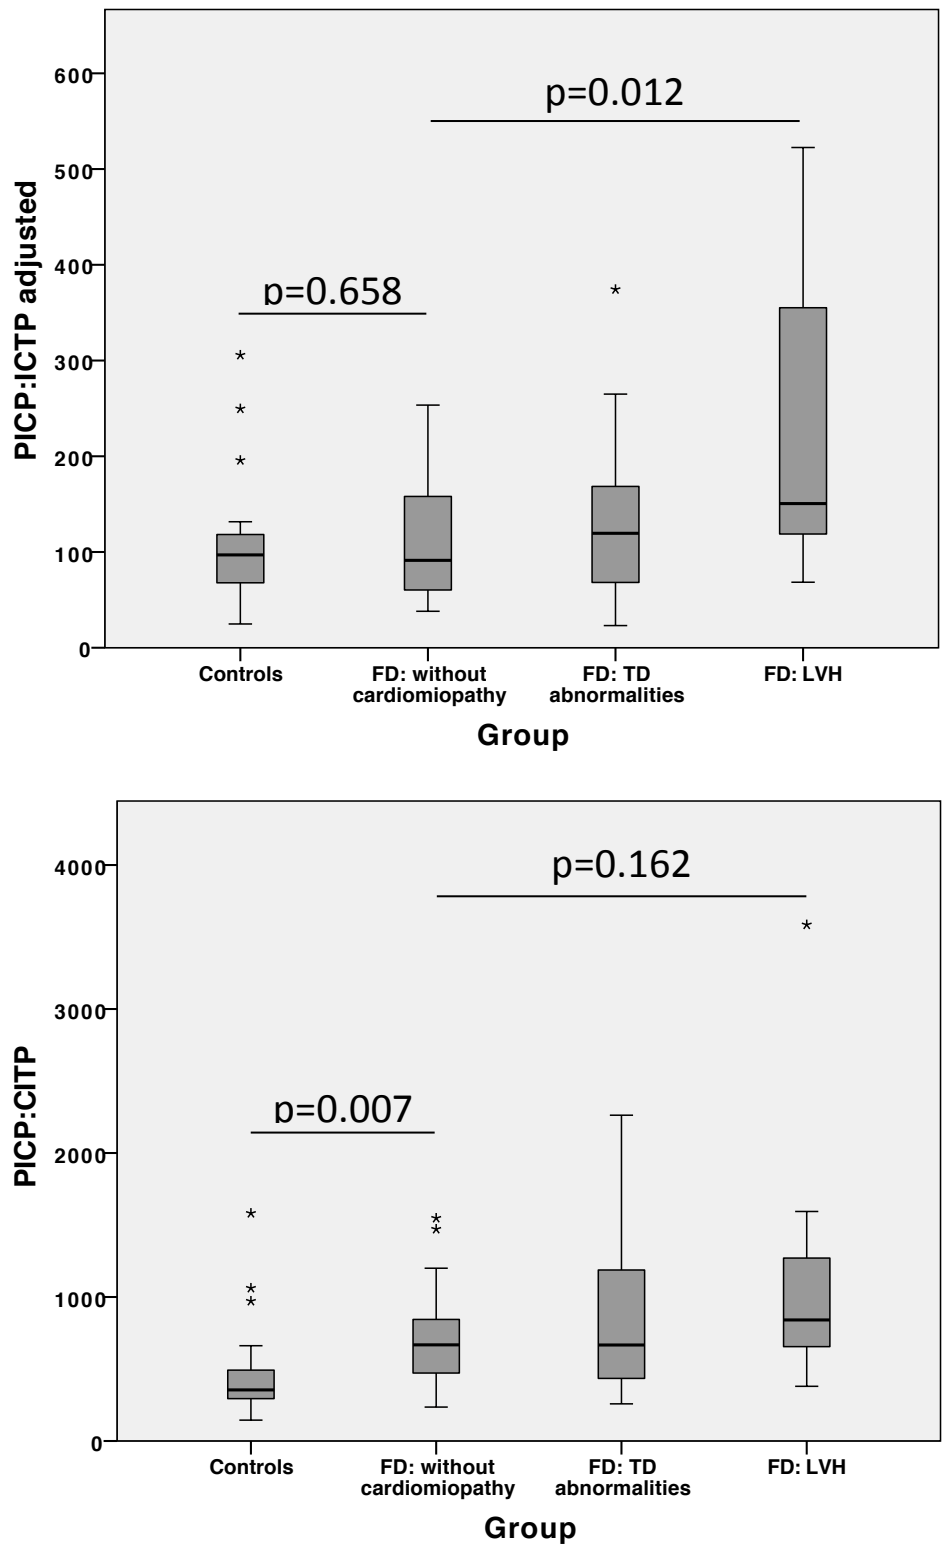 600
p=0.012
500
400
p=0.658
300
200
100
0
PICP:ICTP adjusted
Controls
FD: without
cardiomiopathy
FD: TD
abnormalities
FD: LVH
Group
4000
p=0.162
3000
p=0.007
2000
1000
0
PICP:CITP
Controls
FD: without
cardiomiopathy
FD: TD
abnormalities
FD: LVH
Group